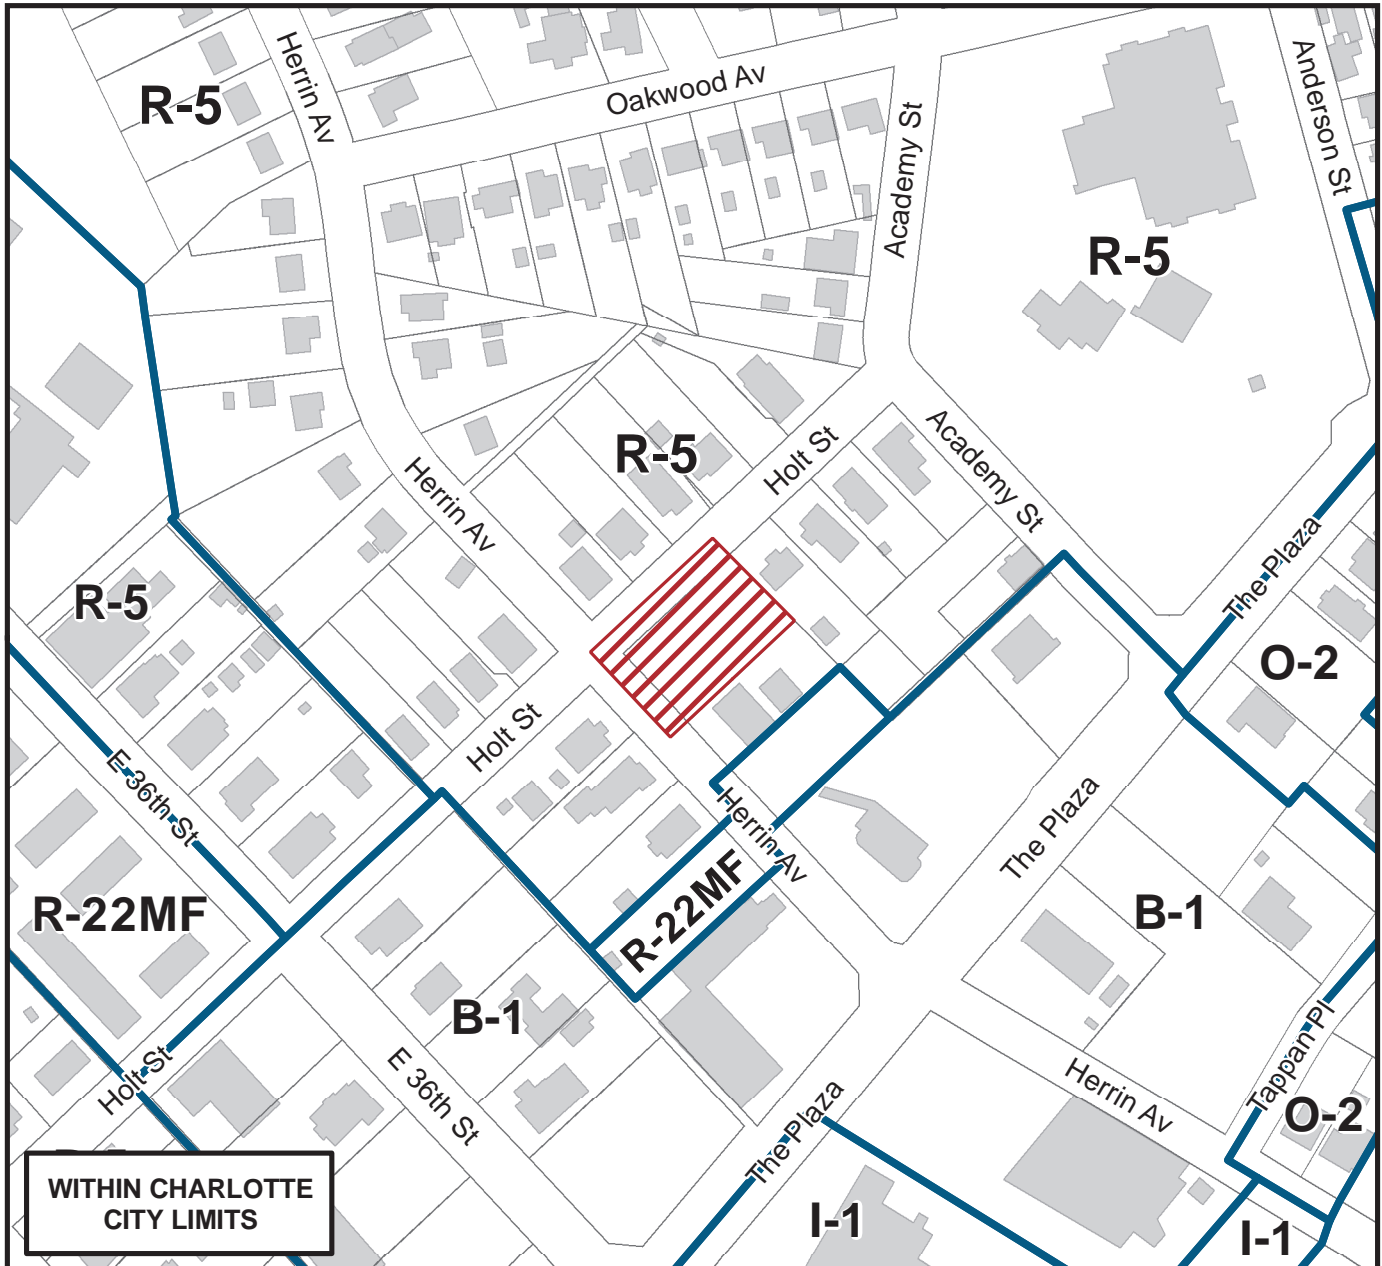 Herrin Av
R-5
Oakwood Av
Anderson St
Academy St
R-5
R-5
Holt St
Academy St
Herrin Av
The Plaza
R-5
O-2
Holt St
E 36th St
Herrin Av
The Plaza
R-22MF
R-22MF
B-1
B-1
Tappan Pl
Holt St
E 36th St
Herrin Av
The Plaza
O-2
WITHIN CHARLOTTE
CITY LIMITS
I-1
I-1